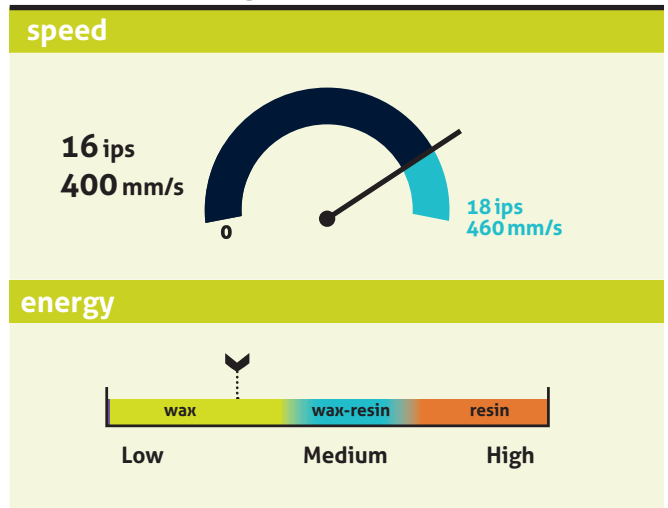 speed
16 ips
400 mm/s
0
18 ips
460 mm/s
energy
wax wax-resin resin
Low Medium High